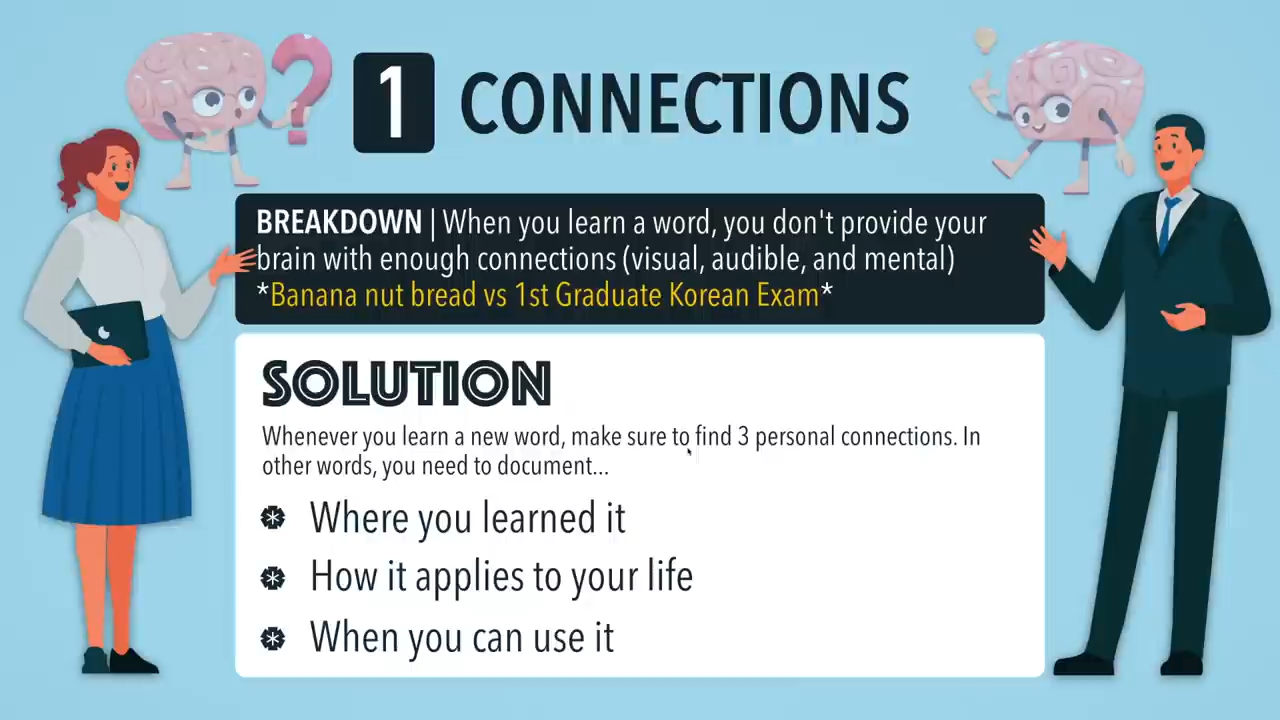 1 CONNECTIONS
BREAKDOWN | When you learn a word, you don't provide your
brain with enough connections (visual, audible, and mental)
*Banana nut bread vs 1st Graduate Korean Exam*
SOLUTION
Whenever you learn a new word, make sure to find 3 personal connections. In
other words, you need to document...
Where you learned it
How it applies to your life
When you can use it